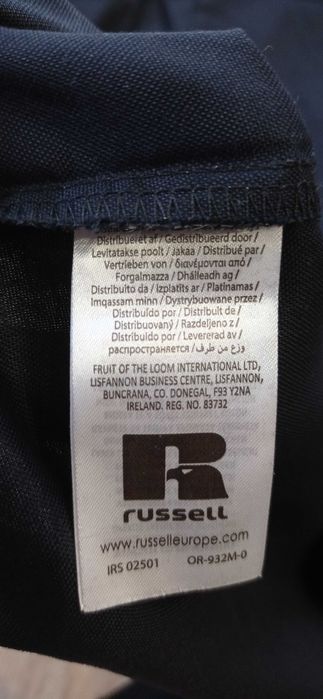 Distribueret af / Gedistribueerd door /
Levitatakse poolt / Jakaa / Distribué par /
Vertrieben von / διανέμονται από /
Forgalmazza / Dháileadh ag /
Distribuito da / Izplatīts ar / Platinamas /
Imqassam minn / Dystrybuowane przez /
Distribuído por / Distribuit de /
Distribuovaný / Razdeljeno z /
Distribuido por / Levererad av /
распространяется / وزع من طرف /
FRUIT OF THE LOOM INTERNATIONAL LTD,
LISFANNON BUSINESS CENTRE, LISFANNON,
BUNCRANA, CO. DONEGAL, F93 Y2NA
IRELAND. REG. NO. 83732
R
russell
www.russelleurope.com
IRS 02501 OR-932M-0